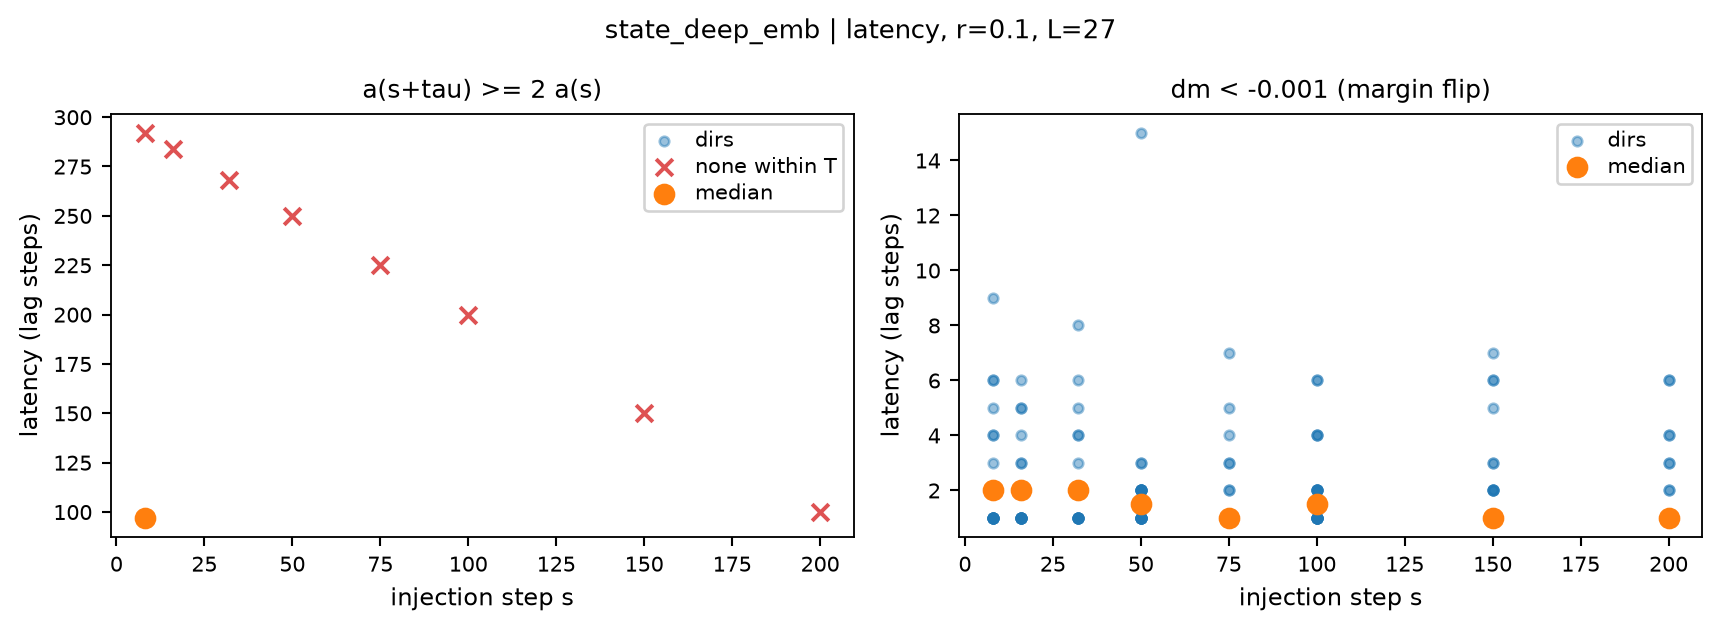 state_deep_emb | latency, r=0.1, L=27
a(s+tau) >= 2 a(s)
300
275
250
225
200
175
150
125
100
latency (lag steps)
dirs
none within T
median
0 25 50 75 100 125 150 175 200
injection step s
dm < -0.001 (margin flip)
14
12
10
8
6
4
2
latency (lag steps)
dirs
median
0 25 50 75 100 125 150 175 200
injection step s